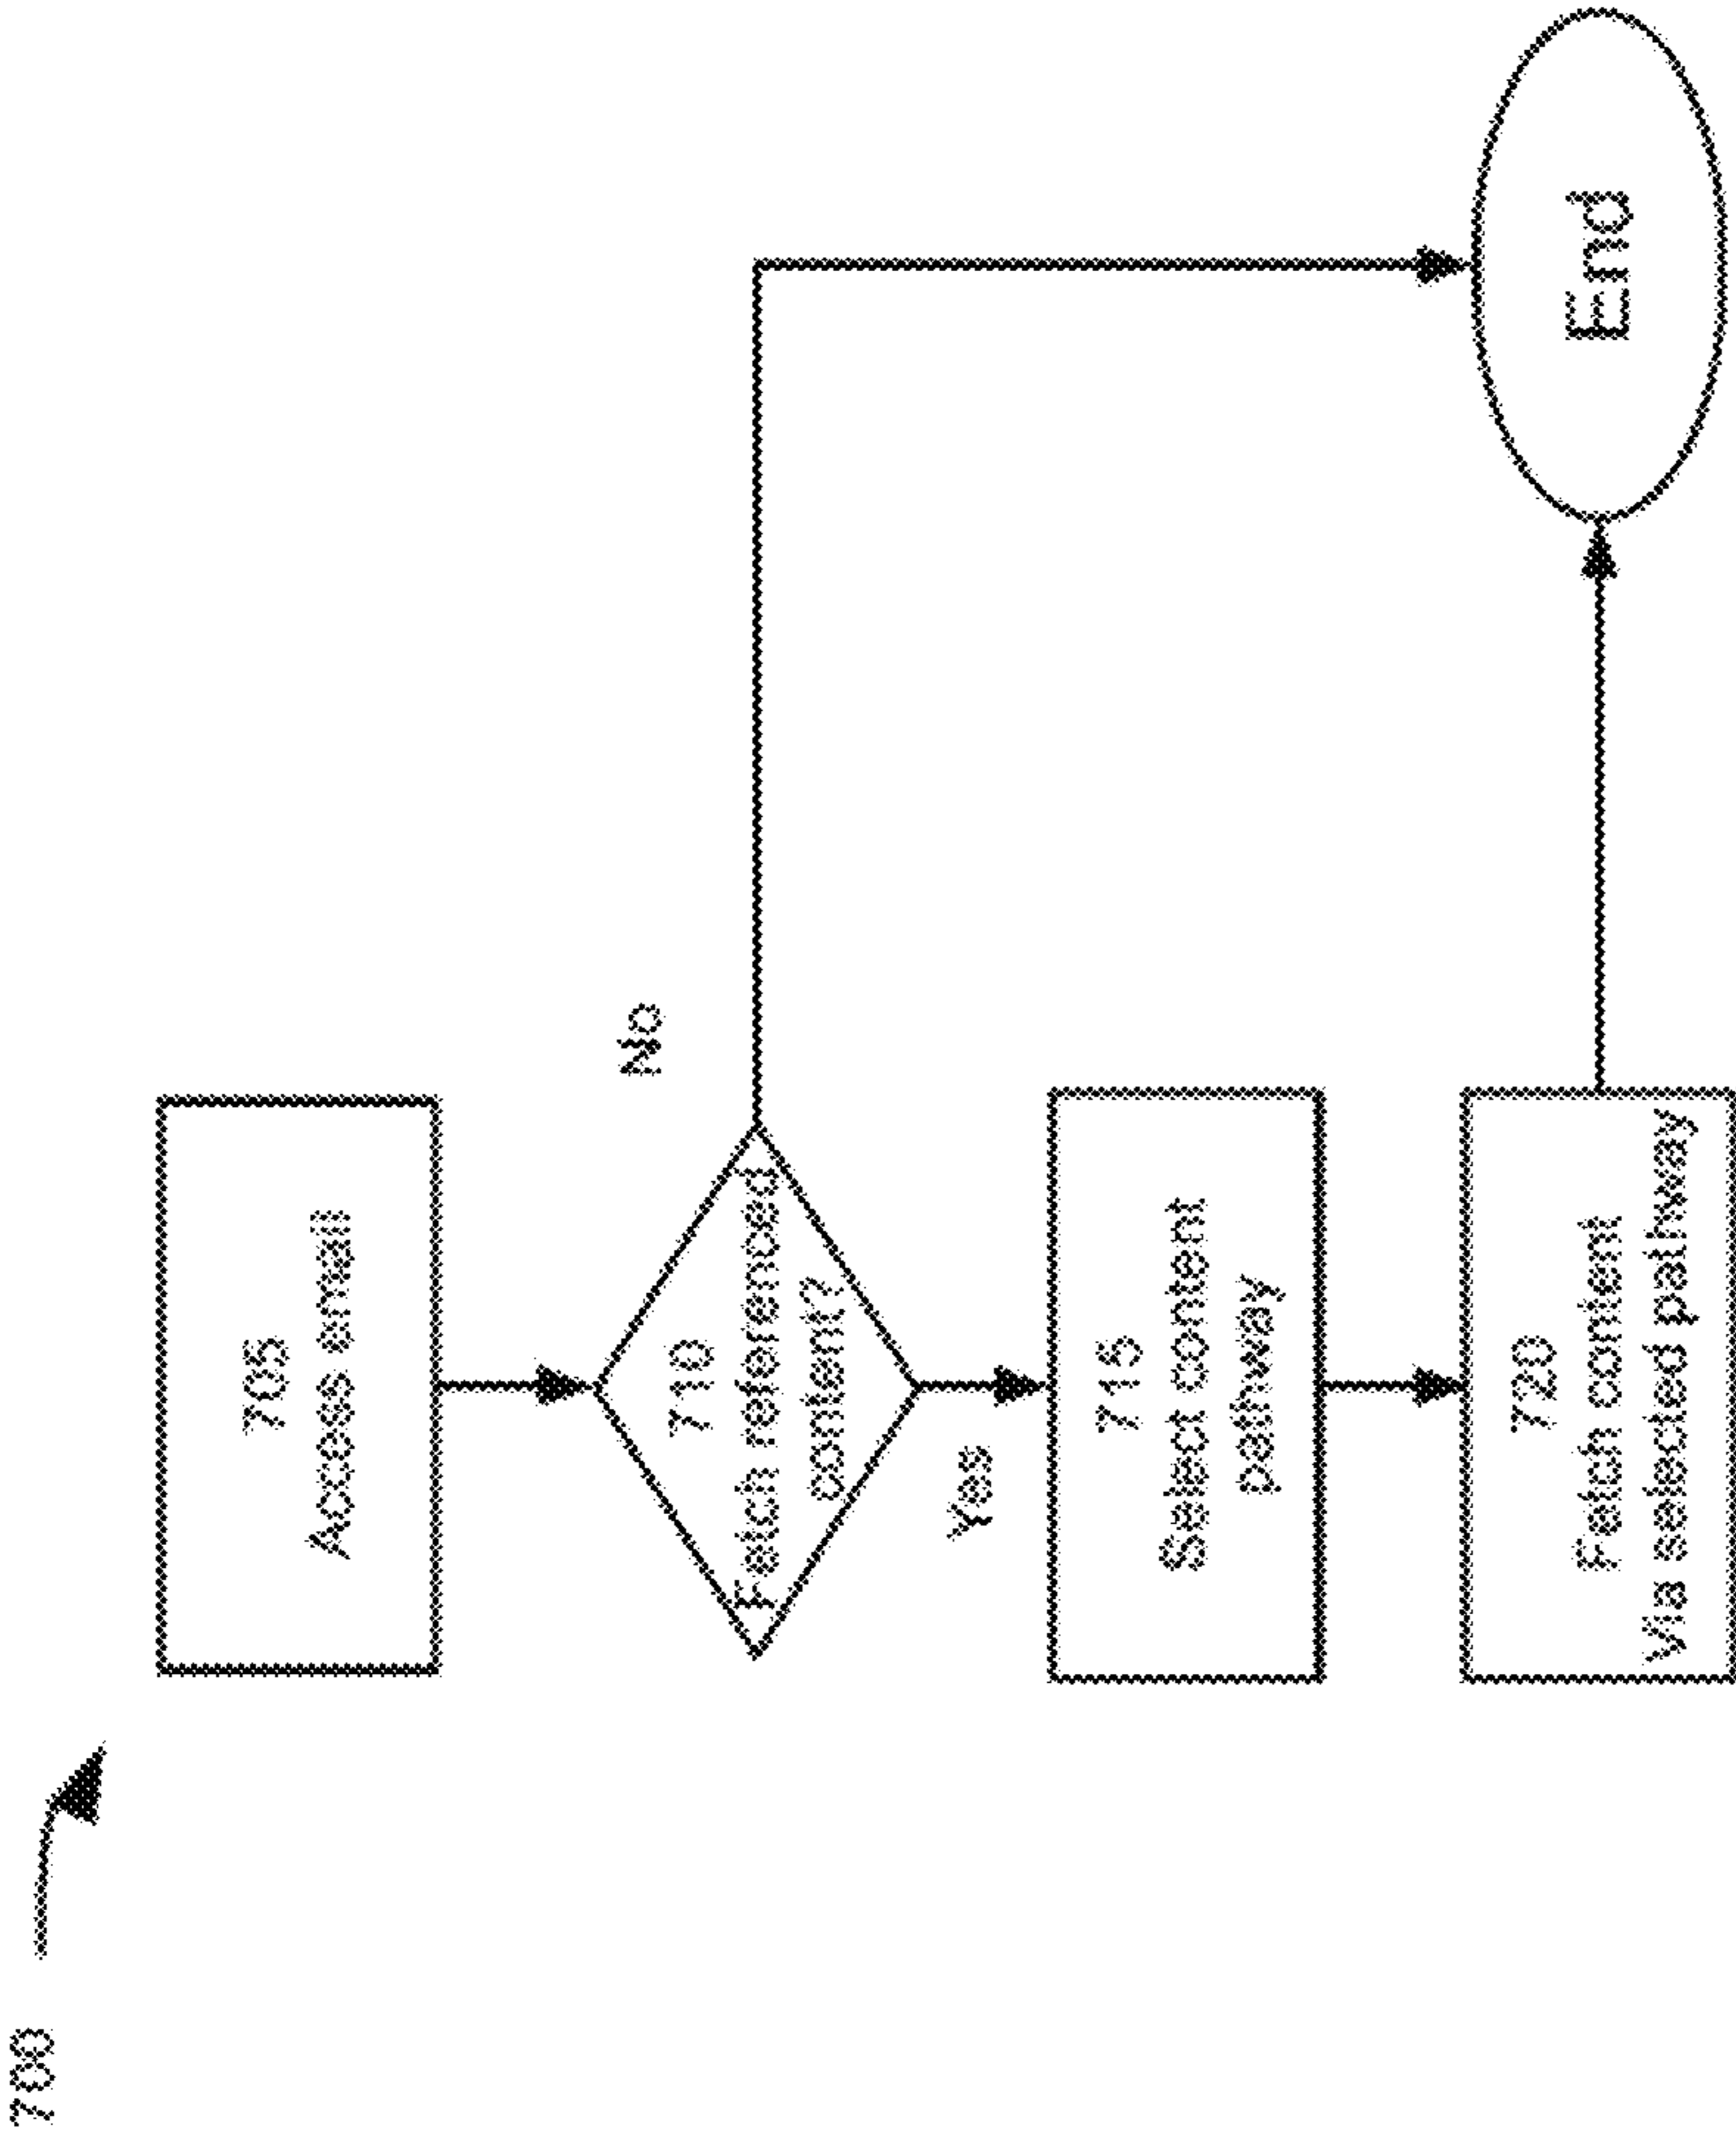 700
705
Access email
710
Fetch referenced
content?
No
Yes
715
Select content
pathway
720
Fetch content
via selected pathway
End